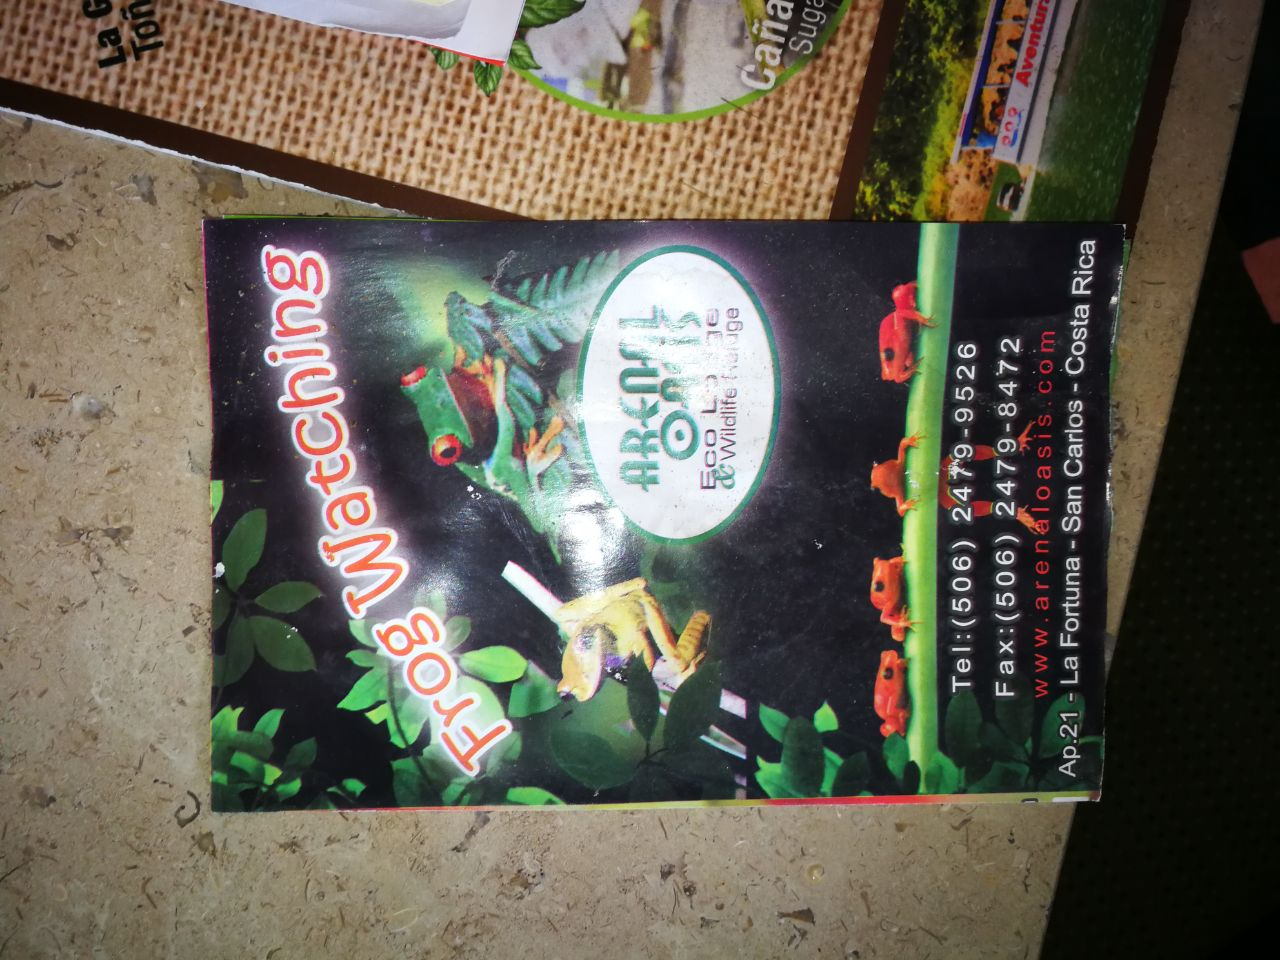 Frog Watching
ARENAL
OASIS
Eco Lodge
& Wildlife Refuge
Tel:(506) 2479-9526
Fax:(506) 2479-8472
www.arenaloasis.com
Ap.21 - La Fortuna - San Carlos - Costa Rica
La
Caña
Suga
Aventura